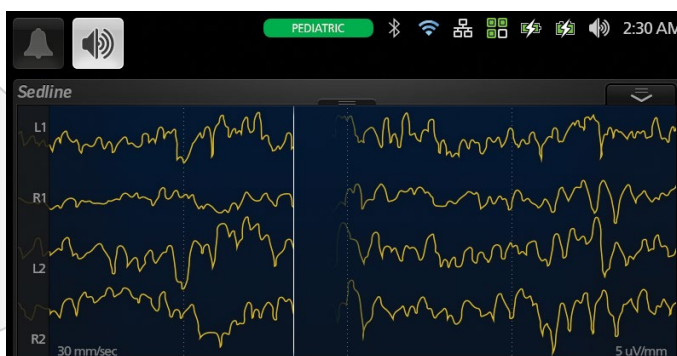 PEDIATRIC 2:30 AM
Sedline
L1
R1
L2
R2
30 mm/sec 5 uV/mm